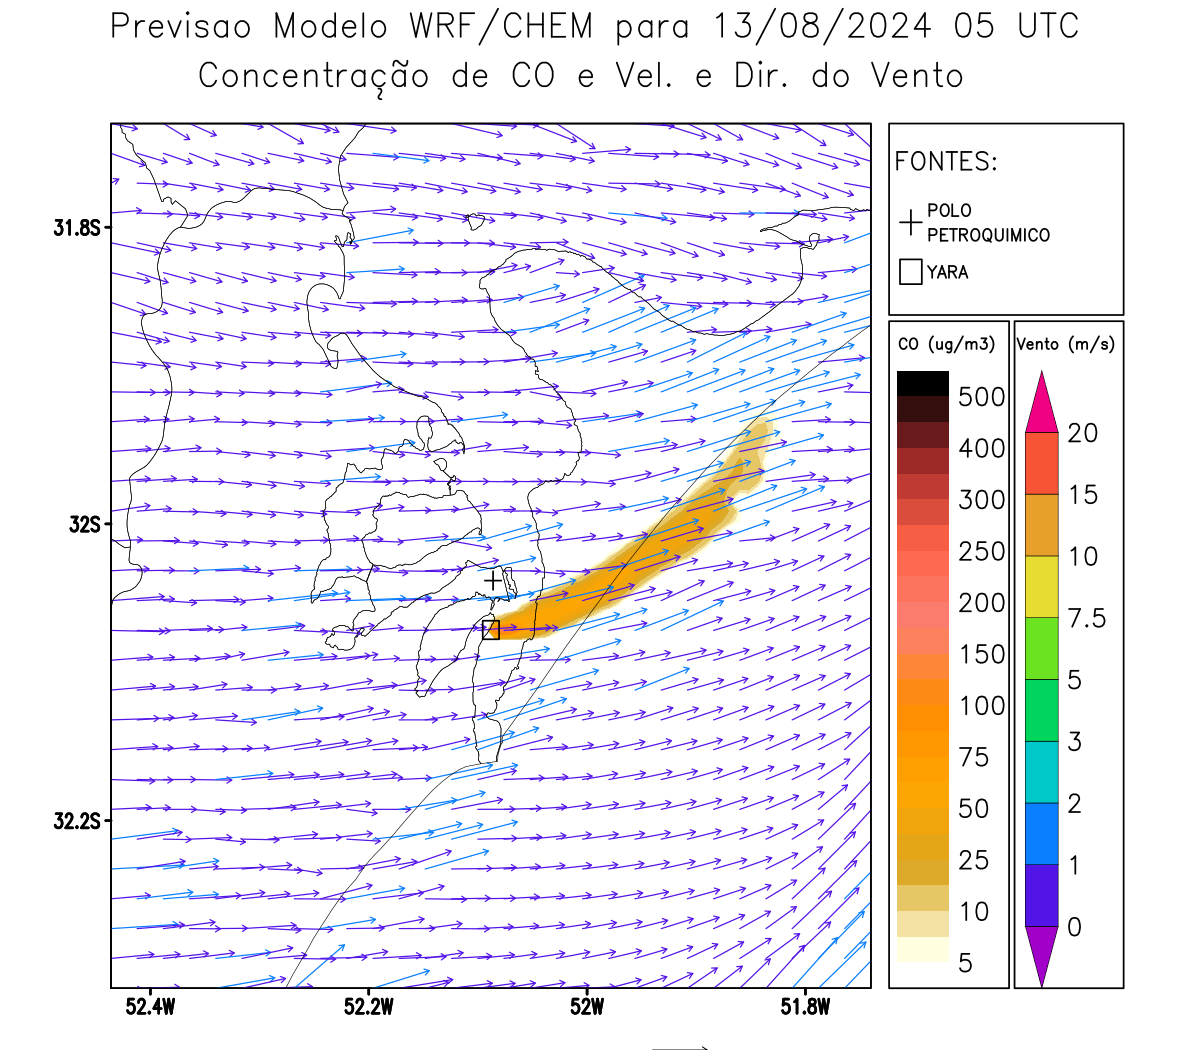 Previsao Modelo WRF/CHEM para 13/08/2024 05 UTC
Concentração de CO e Vel. e Dir. do Vento
FONTES:
POLO
PETROQUIMICO
YARA
CO (ug/m3)
500
400
300
250
200
150
100
75
50
25
10
5
Vento (m/s)
20
15
10
7.5
5
3
2
1
0
31.8S
32S
32.2S
52.4W
52.2W
52W
51.8W